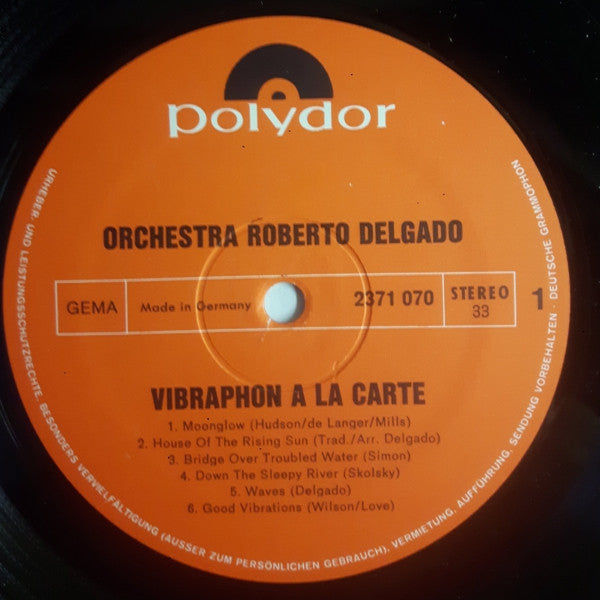 polydor
ORCHESTRA ROBERTO DELGADO
GEMA
Made in Germany
2371 070
STEREO
33
1
VIBRAPHON A LA CARTE
1. Moonglow (Hudson/de Langer/Mills)
2. House Of The Rising Sun (Trad./Arr. Delgado)
3. Bridge Over Troubled Water (Simon)
4. Down The Sleepy River (Skolsky)
5. Waves (Delgado)
6. Good Vibrations (Wilson/Love)
URHEBER- UND LEISTUNGSSCHUTZRECHTE, BESONDERS VERVIELFÄLTIGUNG (AUSSER ZUM PERSÖNLICHEN GEBRAUCH), VERMIETUNG, AUFFÜHRUNG, SENDUNG VORBEHALTEN · DEUTSCHE GRAMMOPHON